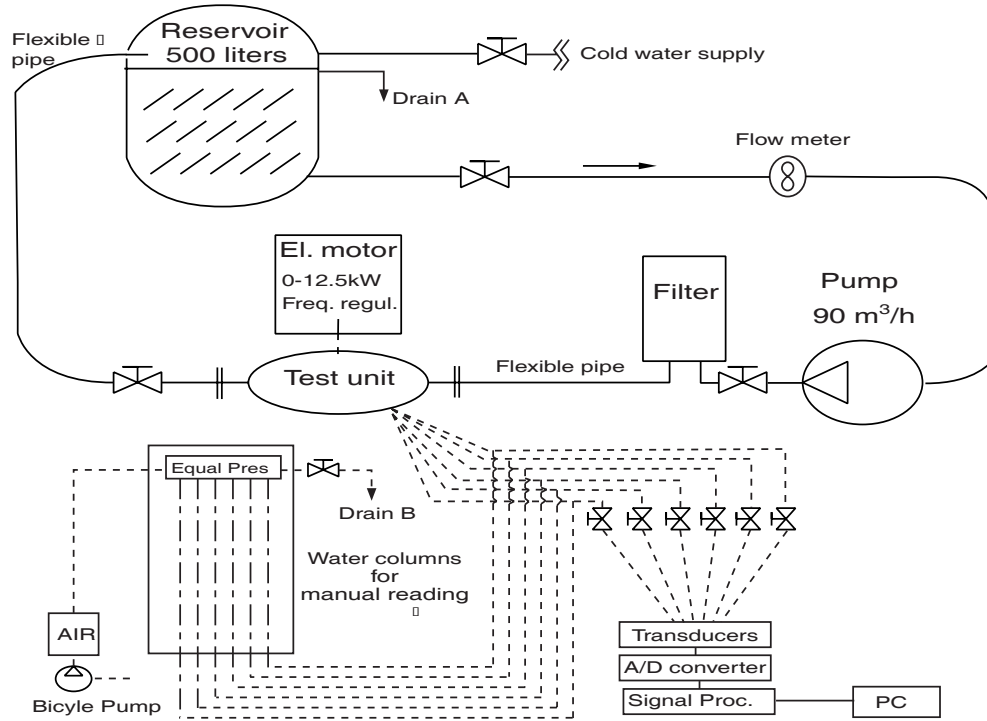 Flexible ▯
pipe
Reservoir
500 liters
Cold water supply
Drain A
Flow meter
El. motor
0-12.5kW
Freq. regul.
Filter
Pump
90 m³/h
Test unit
Flexible pipe
Equal Pres
Drain B
Water columns
for
manual reading
▯
AIR
Bicyle Pump
Transducers
A/D converter
Signal Proc.
PC